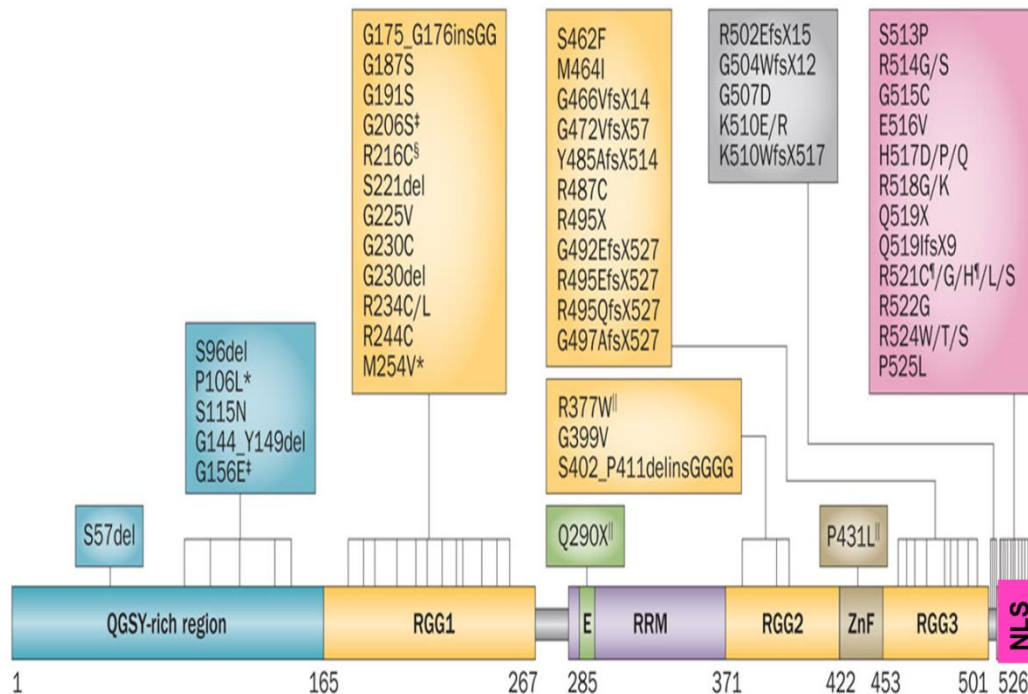 G175_G176insGG
G187S
G191S
G206S‡
R216C§
S221del
G225V
G230C
G230del
R234C/L
R244C
M254V*
S462F
M464I
G466VfsX14
G472VfsX57
Y485AfsX514
R487C
R495X
G492EfsX527
R495EfsX527
R495QfsX527
G497AfsX527
R502EfsX15
G504WfsX12
G507D
K510E/R
K510WfsX517
S513P
R514G/S
G515C
E516V
H517D/P/Q
R518G/K
Q519X
Q519IfsX9
R521C¶/G/H¶/L/S
R522G
R524W/T/S
P525L
S96del
P106L*
S115N
G144_Y149del
G156E‡
R377W||
G399V
S402_P411delinsGGGG
S57del
Q290X||
P431L||
QGSY-rich region
RGG1
E
RRM
RGG2
ZnF
RGG3
NLS
1 165 267 285 371 422 453 501 526